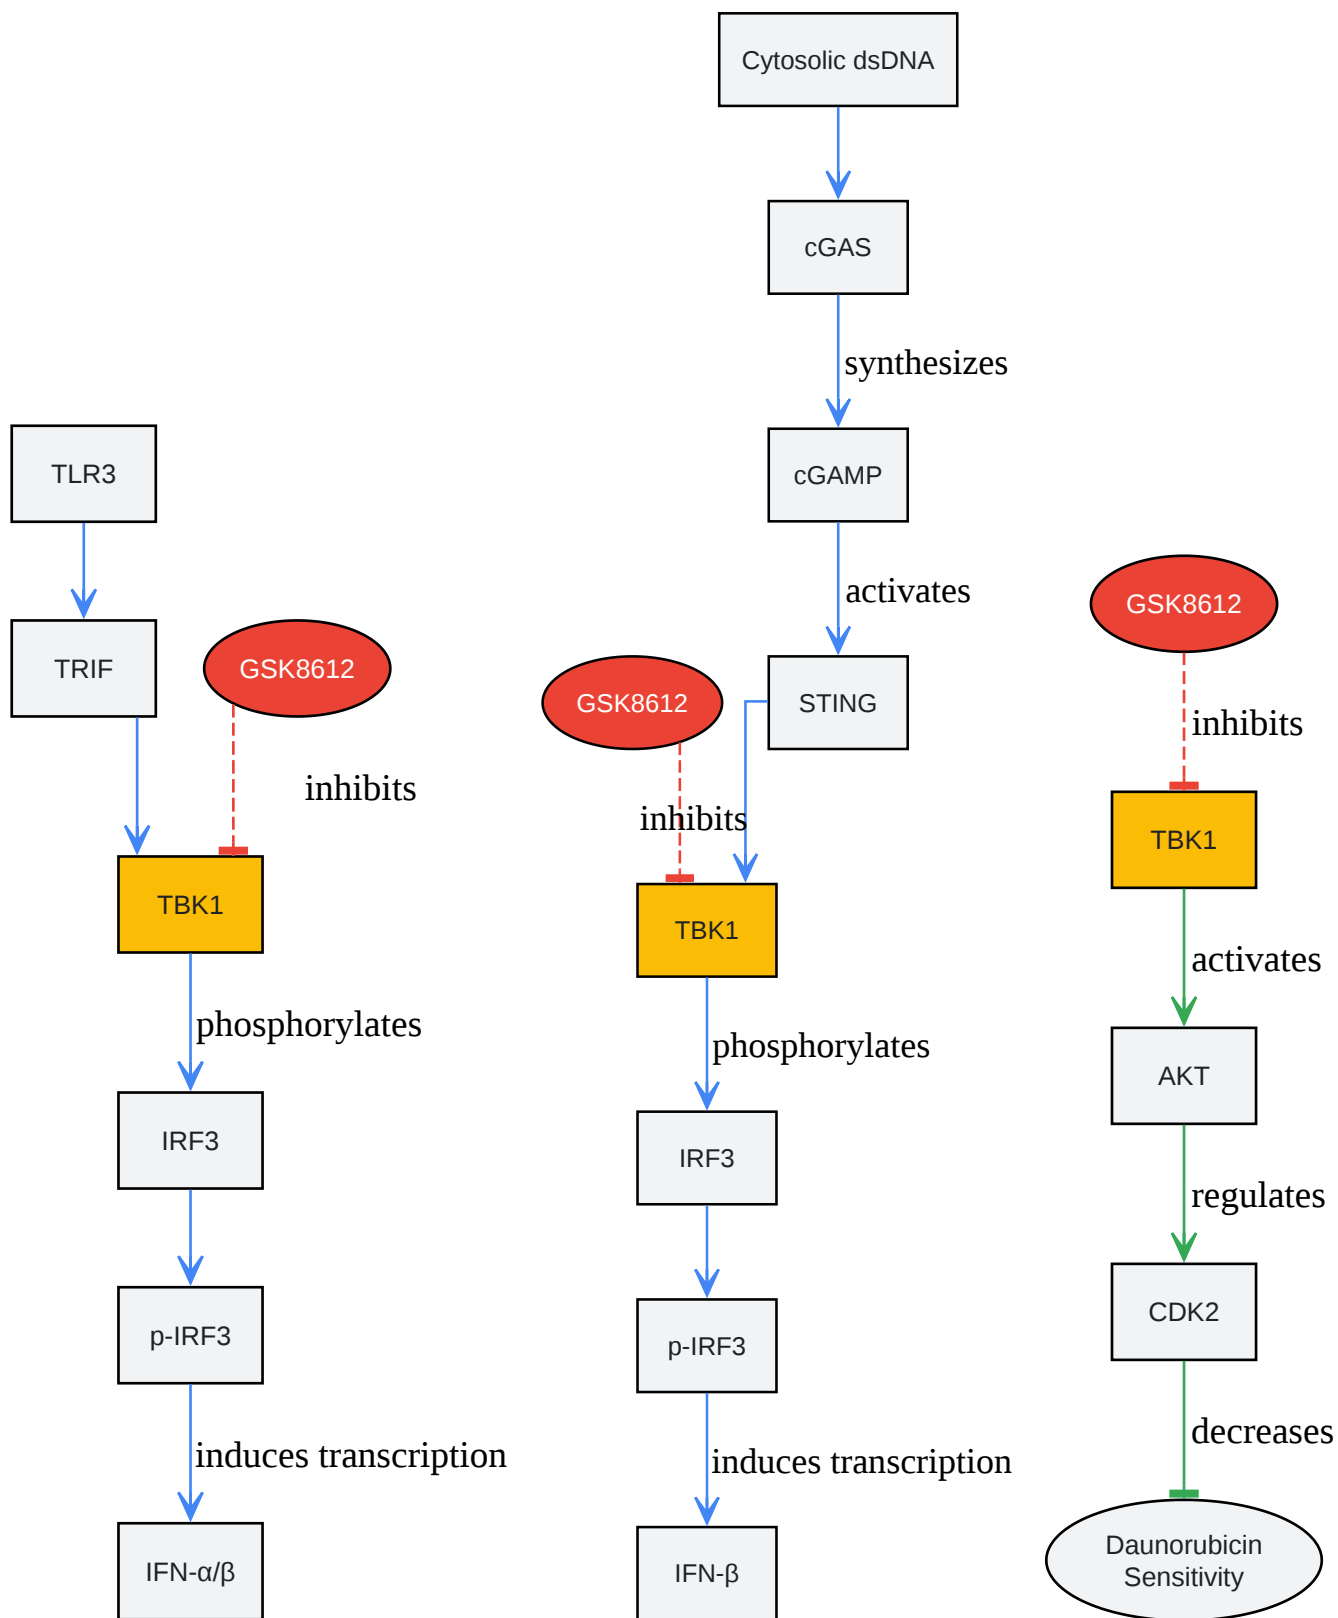 TLR3
TRIF
GSK8612
inhibits
TBK1
phosphorylates
IRF3
p-IRF3
induces transcription
IFN-α/β
Cytosolic dsDNA
cGAS
synthesizes
cGAMP
activates
STING
GSK8612
inhibits
TBK1
phosphorylates
IRF3
p-IRF3
induces transcription
IFN-β
GSK8612
inhibits
TBK1
activates
AKT
regulates
CDK2
decreases
Daunorubicin
Sensitivity